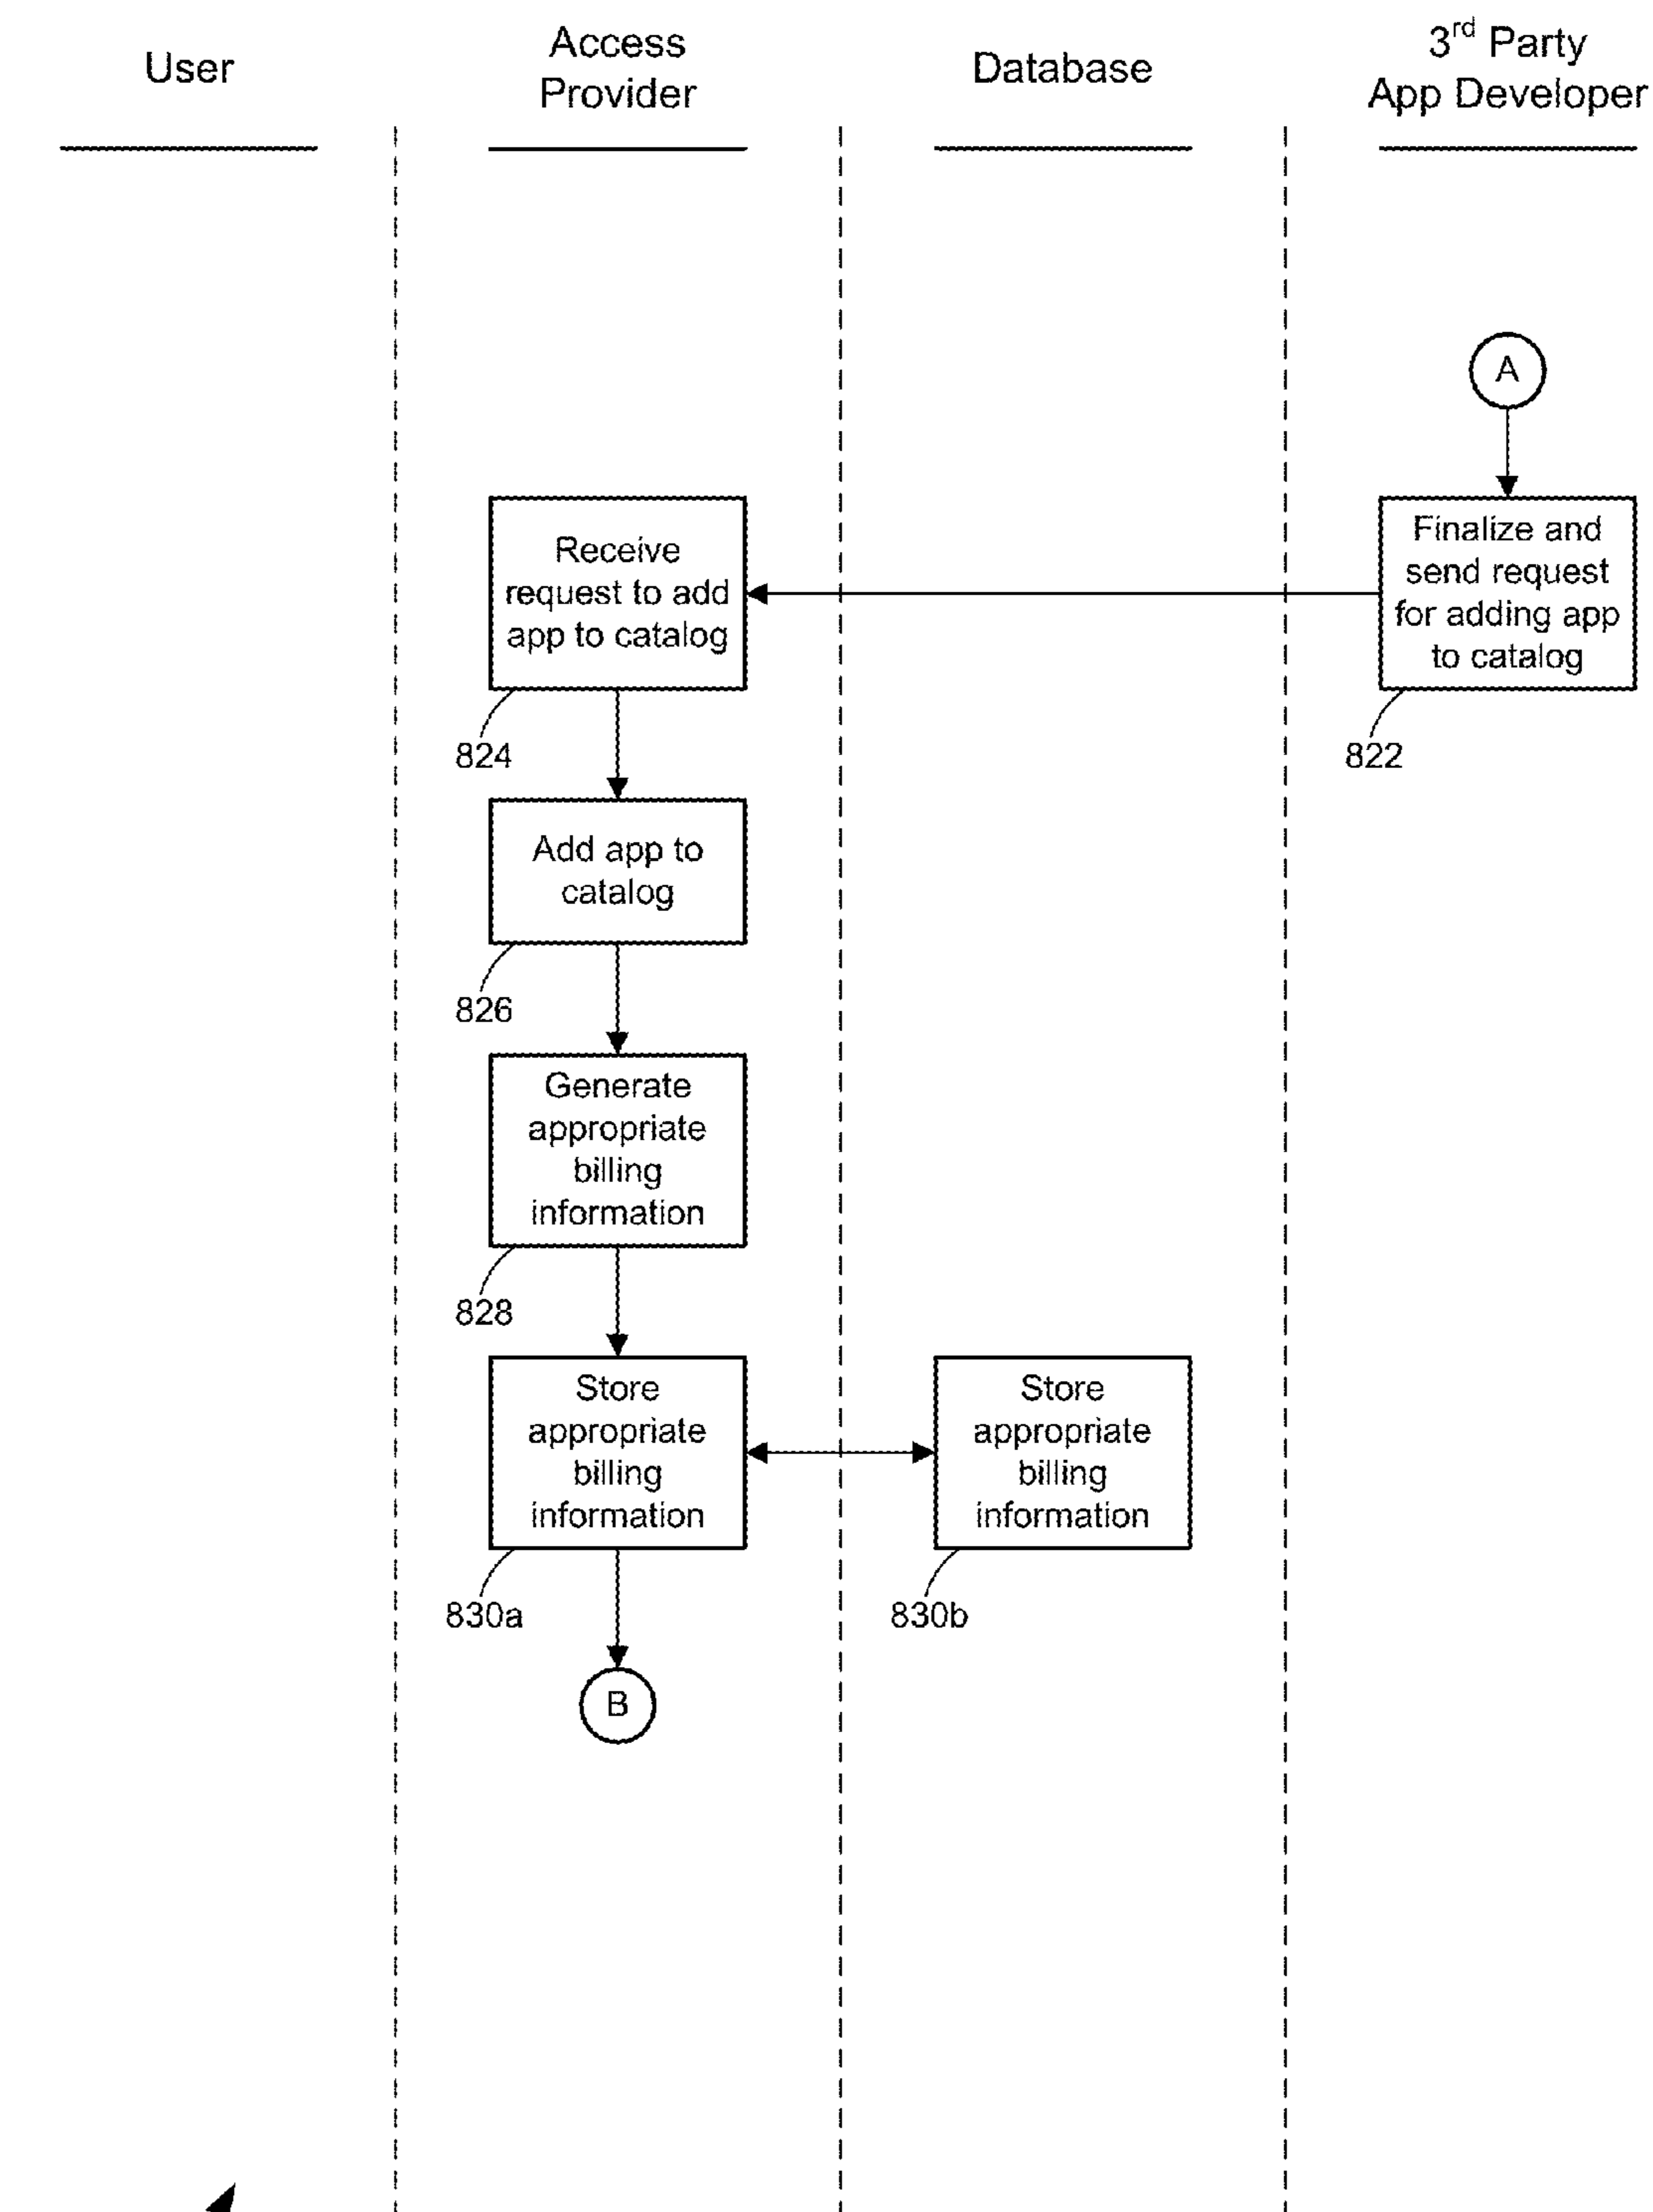 User
Access
Provider
Database
3rd Party
App Developer
A
Receive
request to add
app to catalog
824
Finalize and
send request
for adding app
to catalog
822
Add app to
catalog
826
Generate
appropriate
billing
information
828
Store
appropriate
billing
information
830a
Store
appropriate
billing
information
830b
B